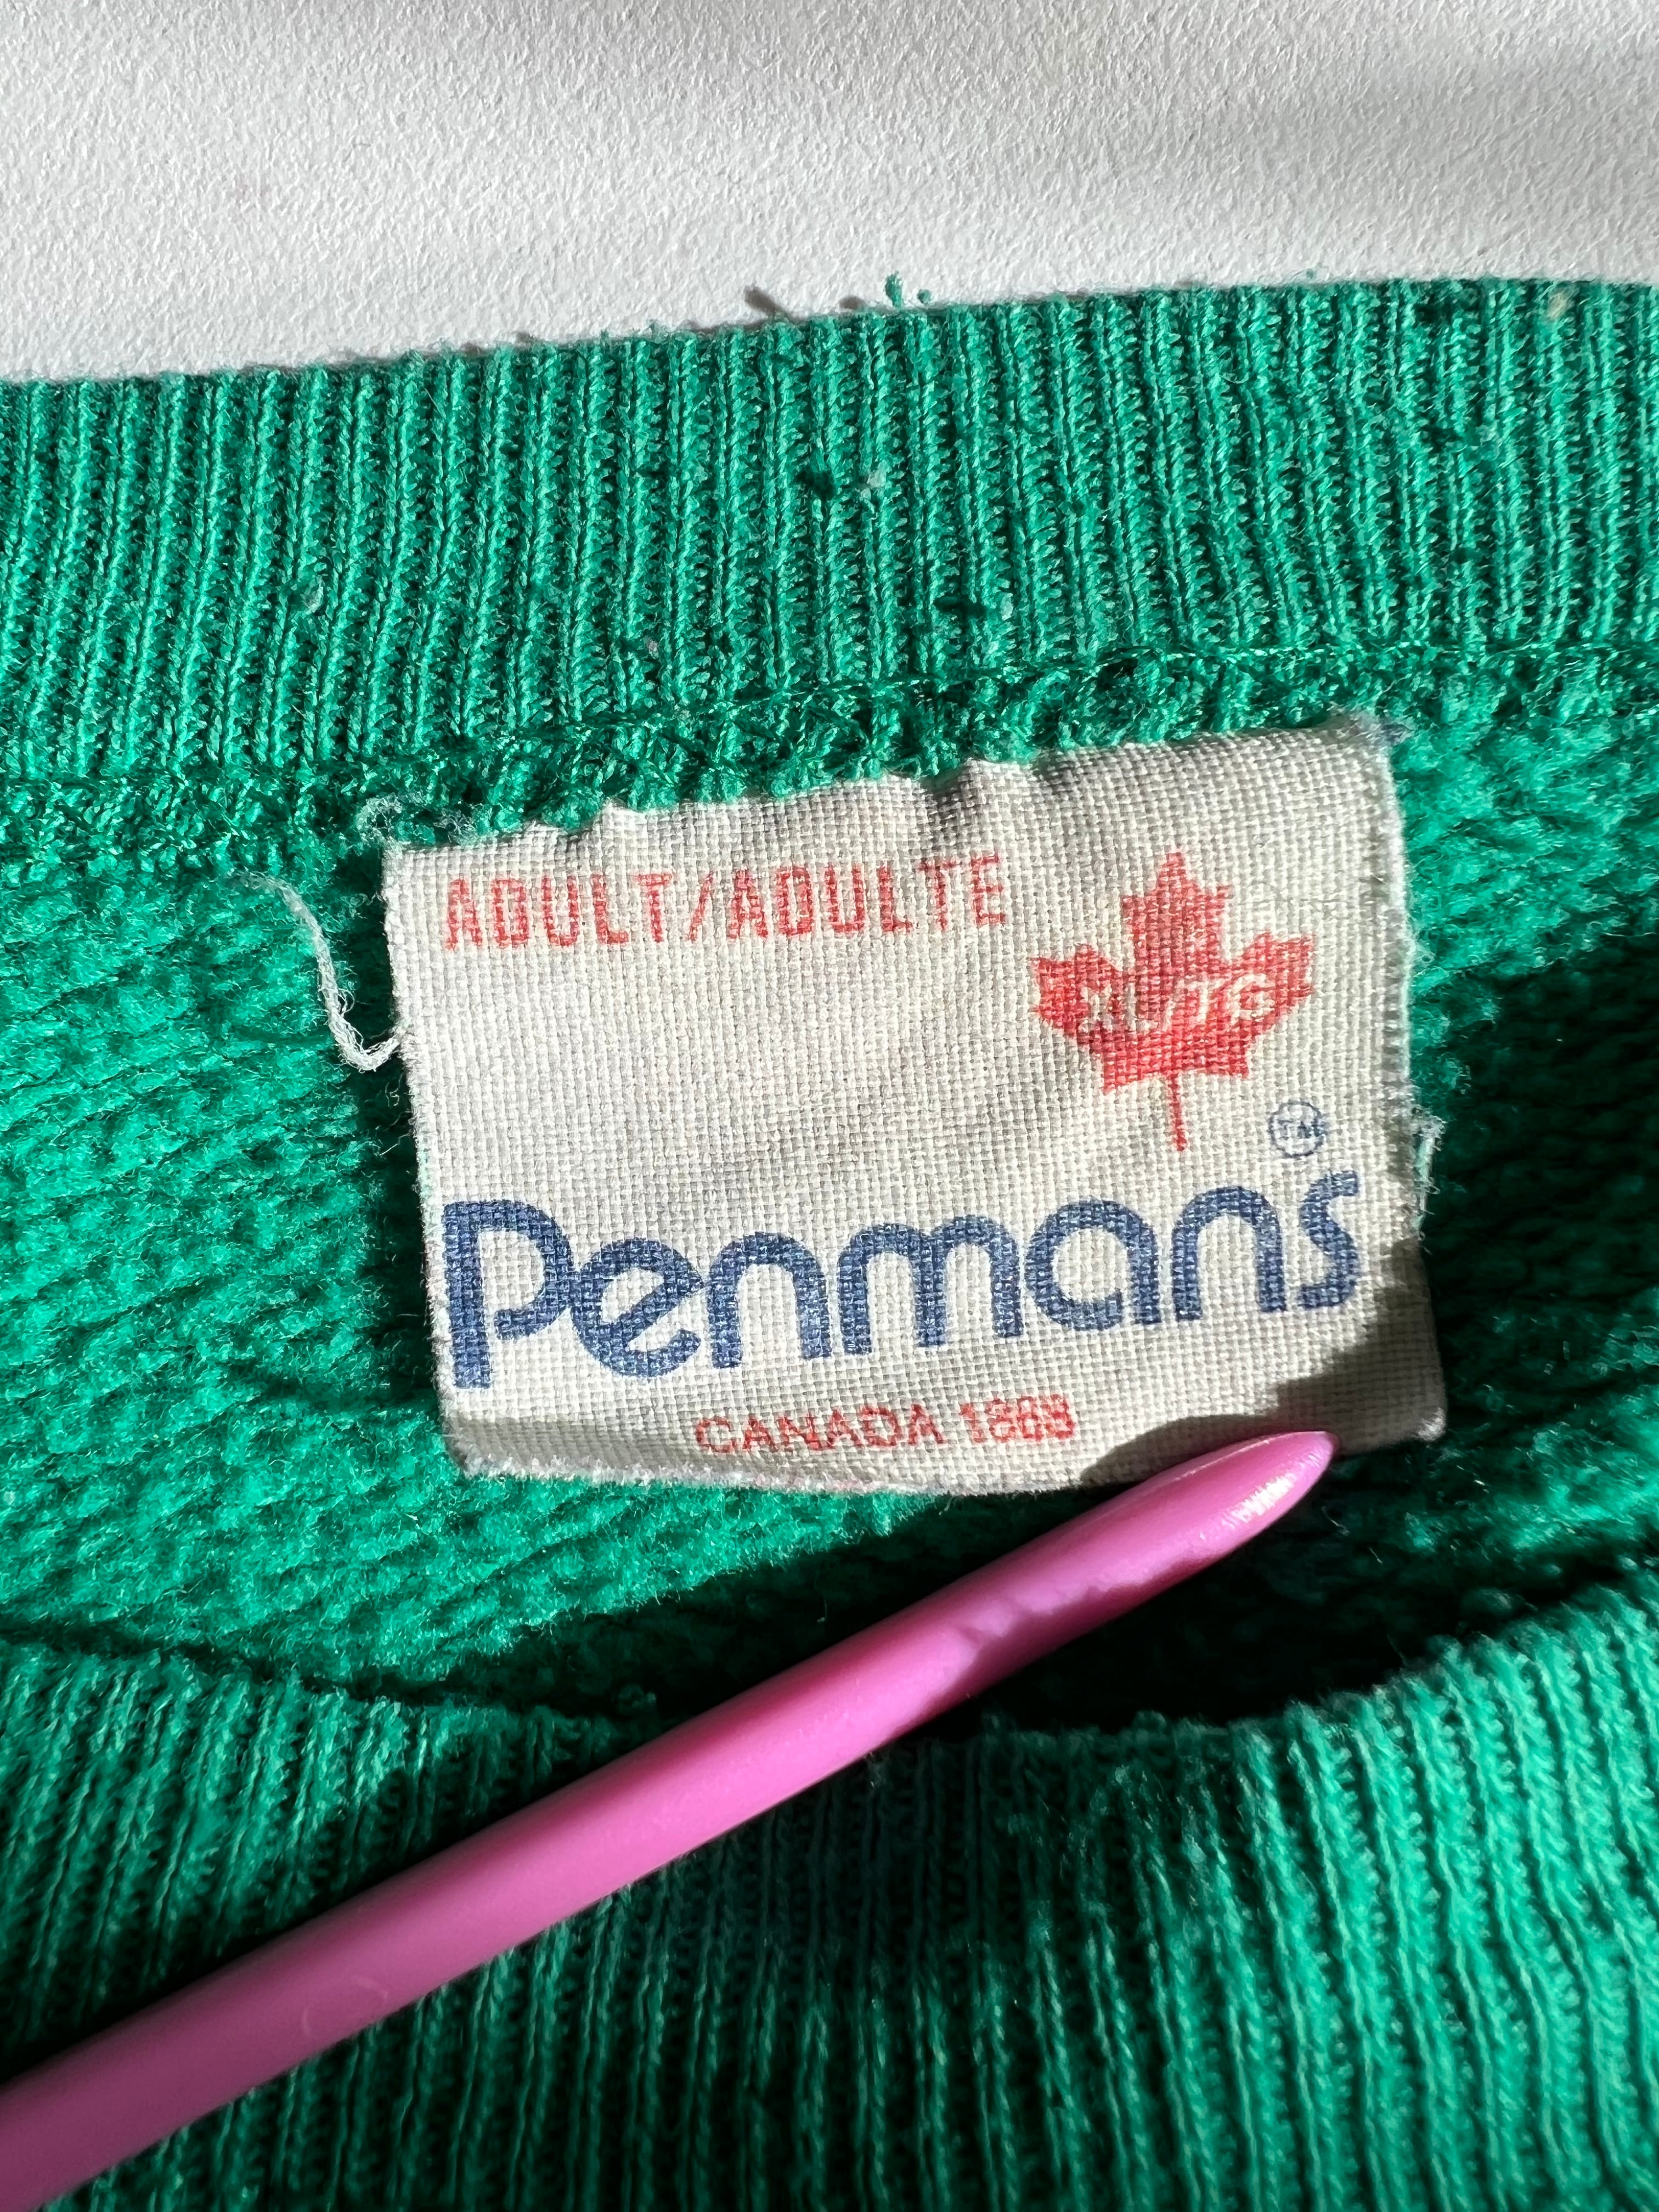 ADULT/ADULTE
XL/TG
TM
Penmans
CANADA 1868